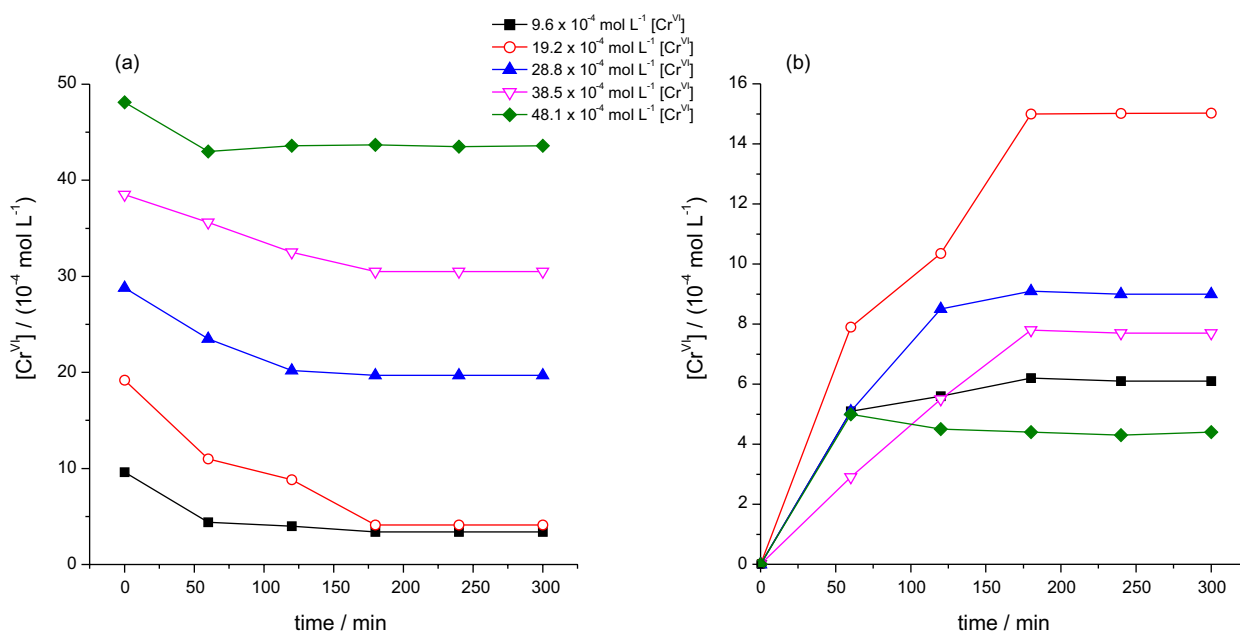 9.6 x 10⁻⁴ mol L⁻¹ [Crⱽᴵ]
19.2 x 10⁻⁴ mol L⁻¹ [Crⱽᴵ]
28.8 x 10⁻⁴ mol L⁻¹ [Crⱽᴵ]
38.5 x 10⁻⁴ mol L⁻¹ [Crⱽᴵ]
48.1 x 10⁻⁴ mol L⁻¹ [Crⱽᴵ]
(a)
50
40
30
20
10
0
[Crⱽᴵ] / (10⁻⁴ mol L⁻¹)
0 50 100 150 200 250 300
time / min
(b)
16
14
12
10
8
6
4
2
0
[Crⱽᴵ] / (10⁻⁴ mol L⁻¹)
0 50 100 150 200 250 300
time / min